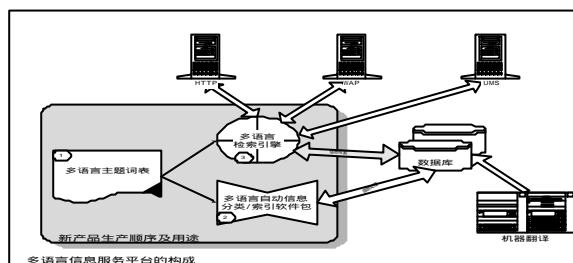 HTTP
WAP
UMS
多语言
检索引擎
3
1
多语言主题词表
数据库
多语言自动信息
分类/索引软件包
2
新产品生产顺序及用途
机器翻译
多语言信息服务平台的构成